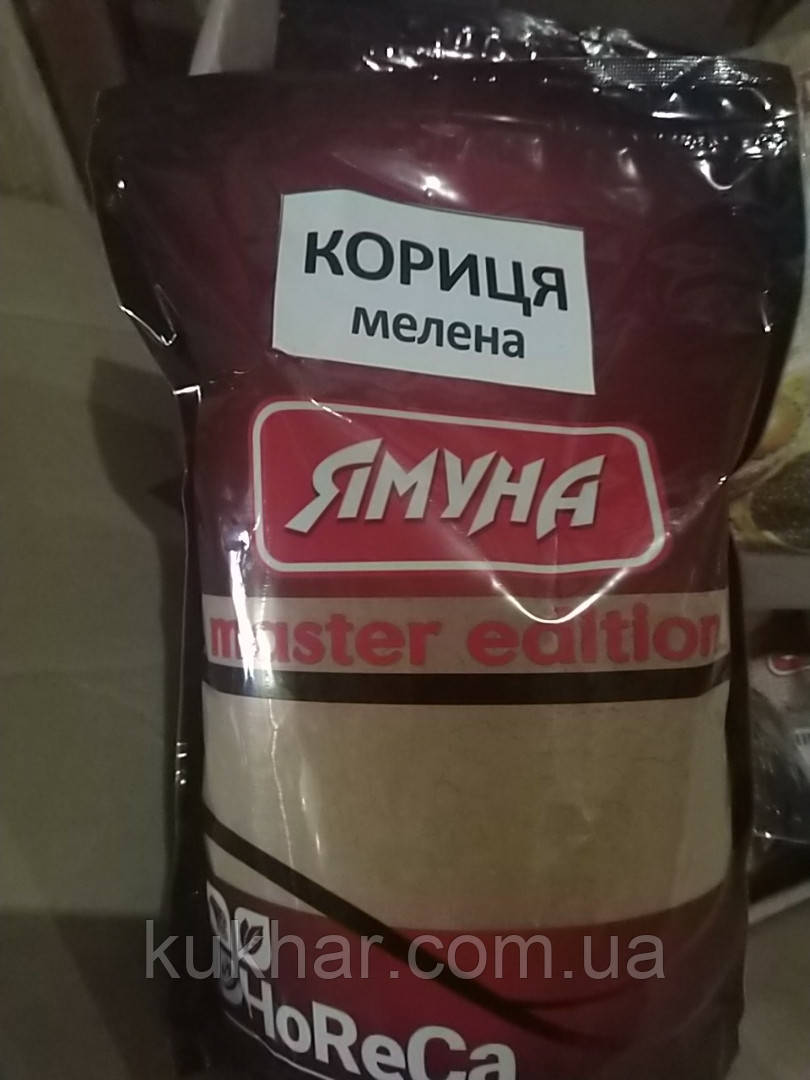 КОРИЦЯ
мелена
ЯМУНА
master edition
kukhar.com.ua
HoReCa